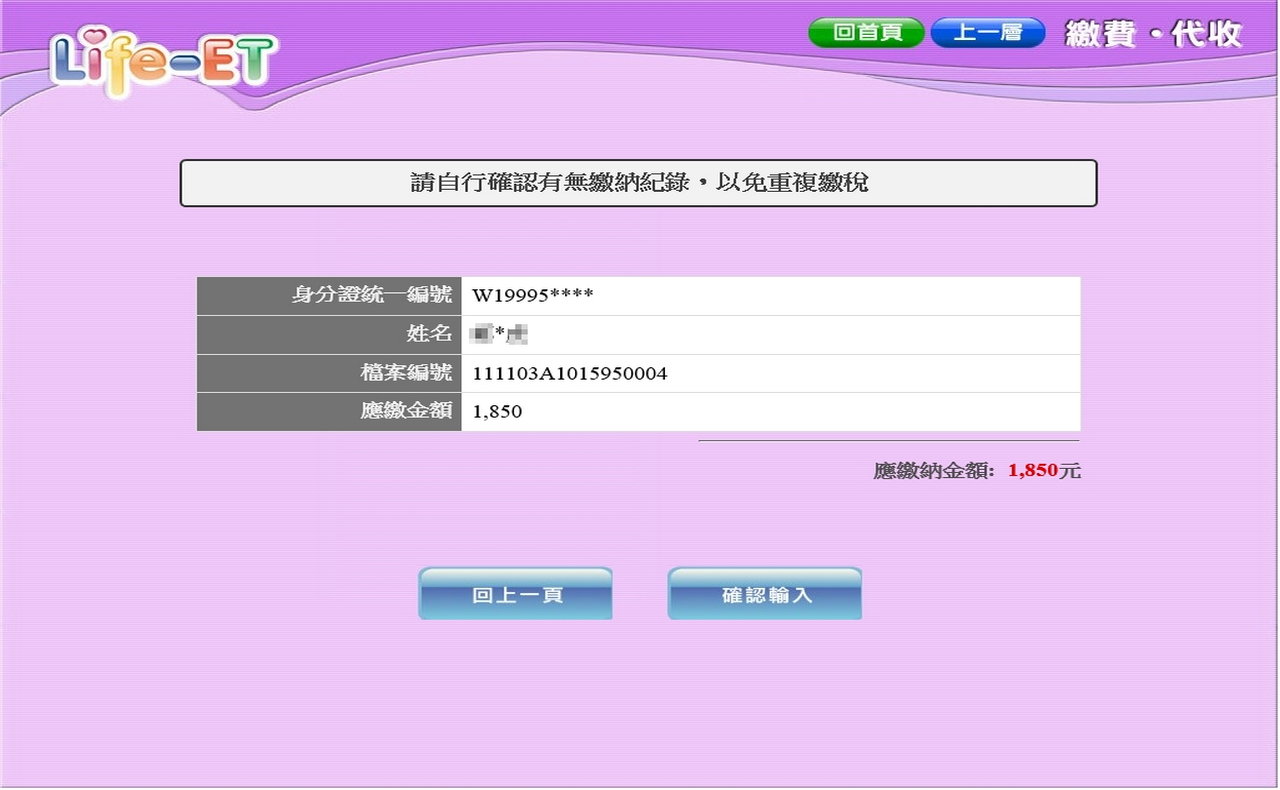 Life-ET
回首頁 上一層 繳費・代收
請自行確認有無繳納紀錄，以免重複繳稅
身分證統一編號 W19995****
姓名 *
檔案編號 111103A1015950004
應繳金額 1,850
應繳納金額: 1,850元
回上一頁 確認輸入